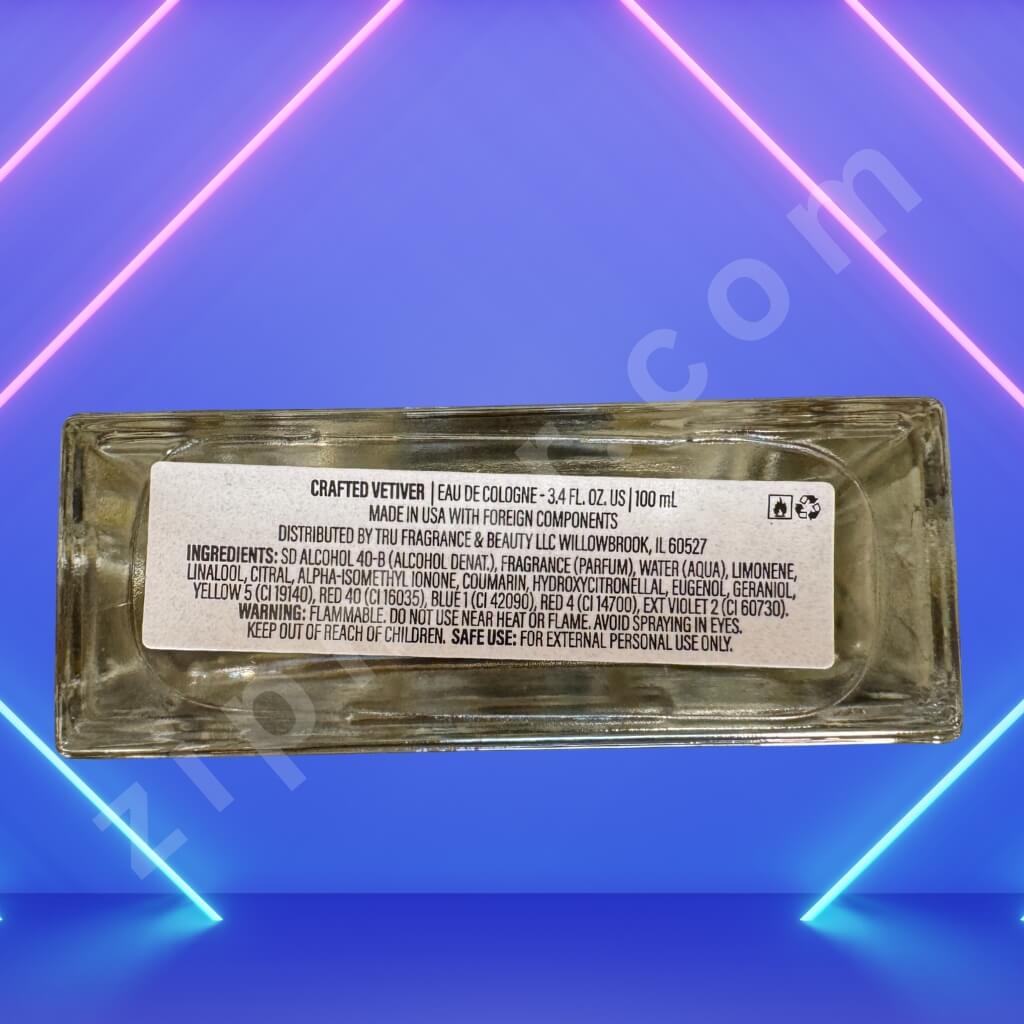 CRAFTED VETIVER | EAU DE COLOGNE - 3.4 FL. OZ. US | 100 mL
MADE IN USA WITH FOREIGN COMPONENTS
DISTRIBUTED BY TRU FRAGRANCE & BEAUTY LLC WILLOWBROOK, IL 60527
INGREDIENTS: SD ALCOHOL 40-B (ALCOHOL DENAT.), FRAGRANCE (PARFUM), WATER (AQUA), LIMONENE,
LINALOOL, CITRAL, ALPHA-ISOMETHYL IONONE, COUMARIN, HYDROXYCITRONELLAL, EUGENOL, GERANIOL,
YELLOW 5 (CI 19140), RED 40 (CI 16035), BLUE 1 (CI 42090), RED 4 (CI 14700), EXT VIOLET 2 (CI 60730).
WARNING: FLAMMABLE. DO NOT USE NEAR HEAT OR FLAME. AVOID SPRAYING IN EYES.
KEEP OUT OF REACH OF CHILDREN. SAFE USE: FOR EXTERNAL PERSONAL USE ONLY.